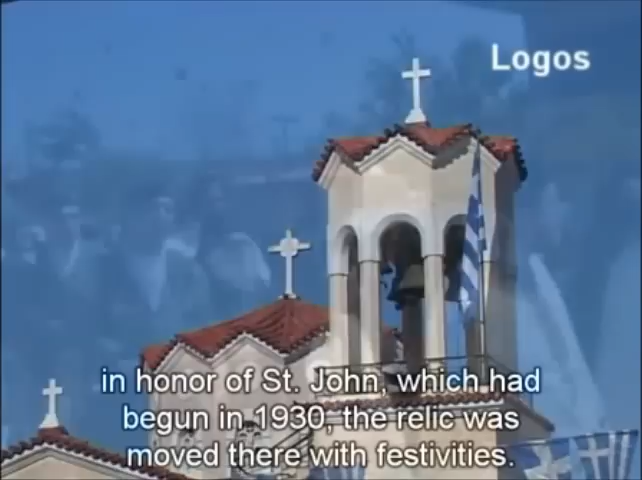 Logos
in honor of St. John, which had
begun in 1930, the relic was
moved there with festivities.